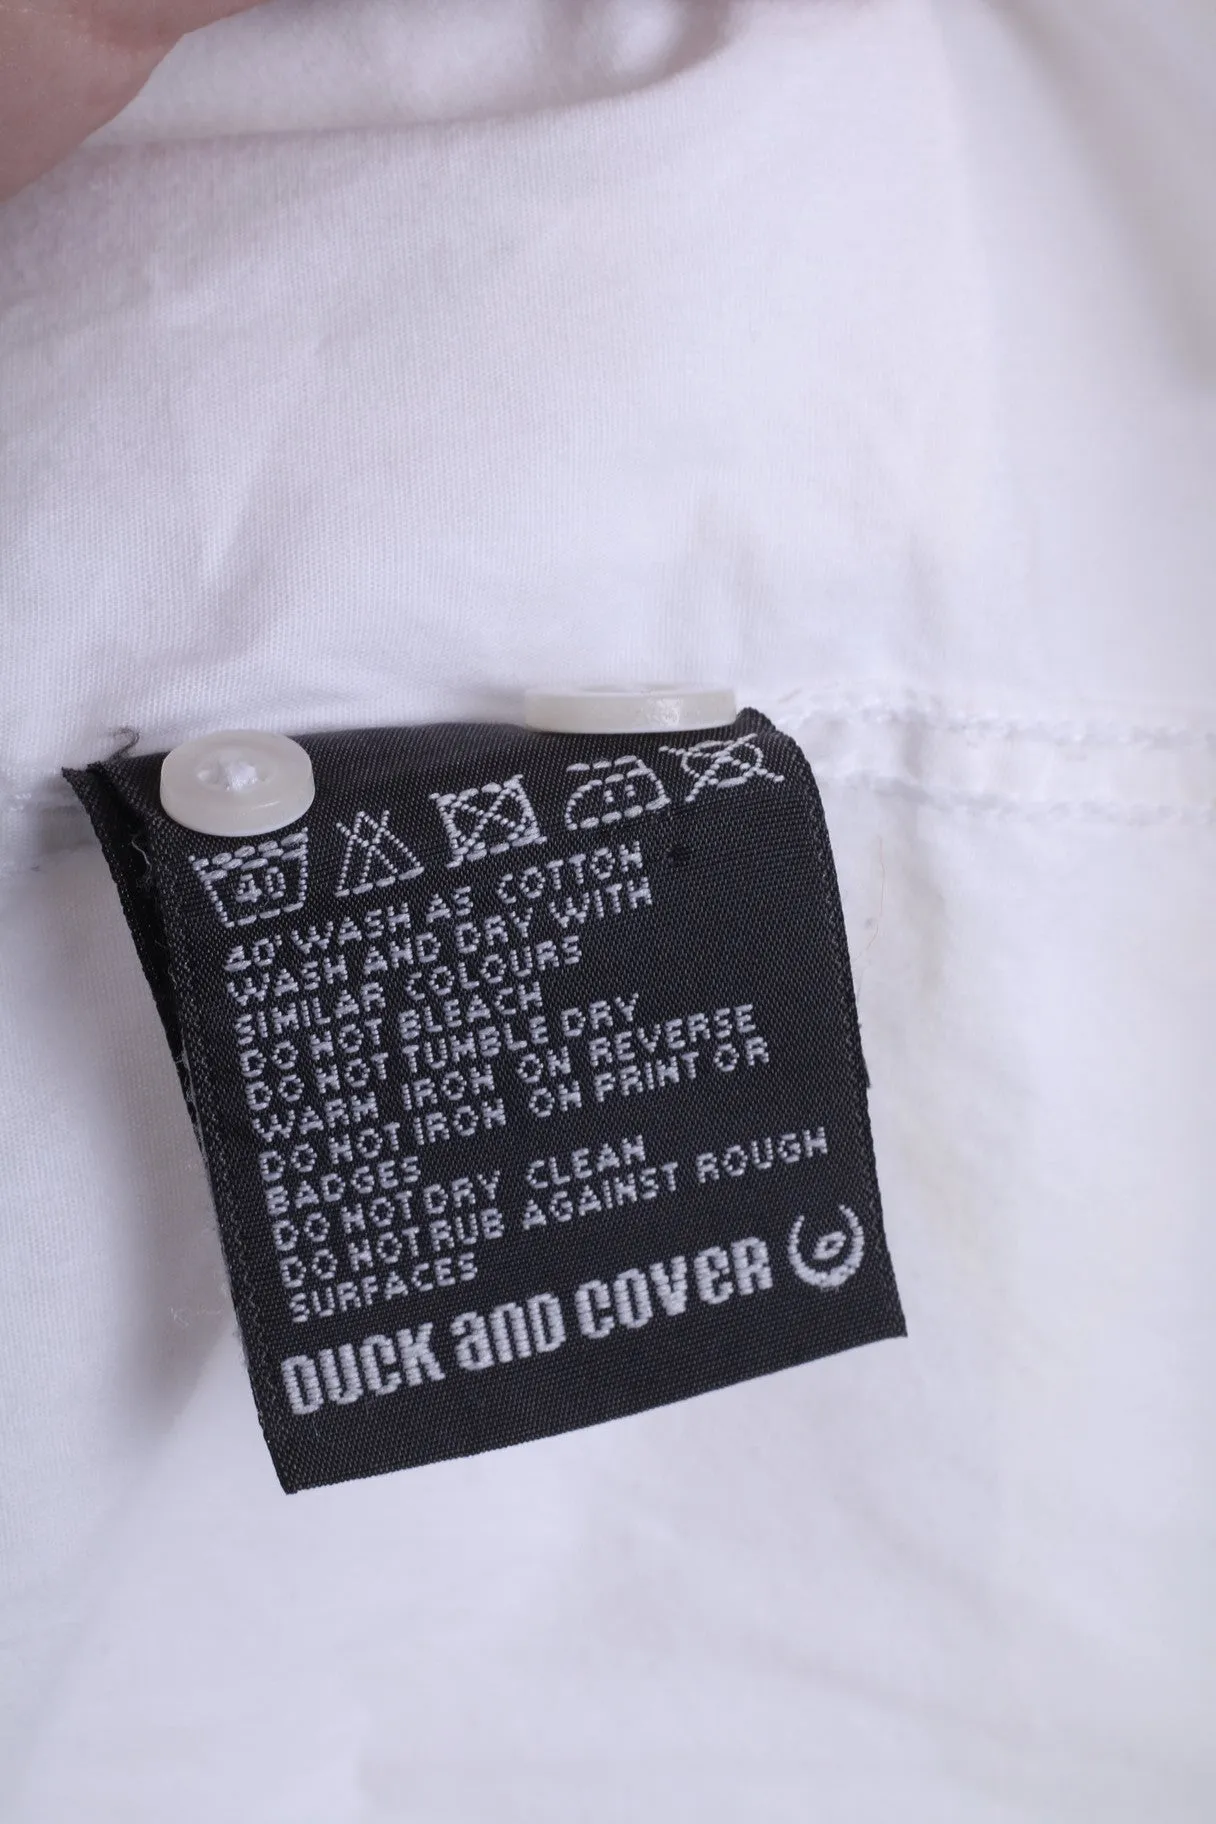 40
40° WASH AS COTTON
WASH AND DRY WITH
SIMILAR COLOURS
DO NOT BLEACH
DO NOT TUMBLE DRY
WARM IRON ON REVERSE
DO NOT IRON ON PRINT OR
BADGES
DO NOT DRY CLEAN
DO NOT RUB AGAINST ROUGH
SURFACES
DUCK and COVER